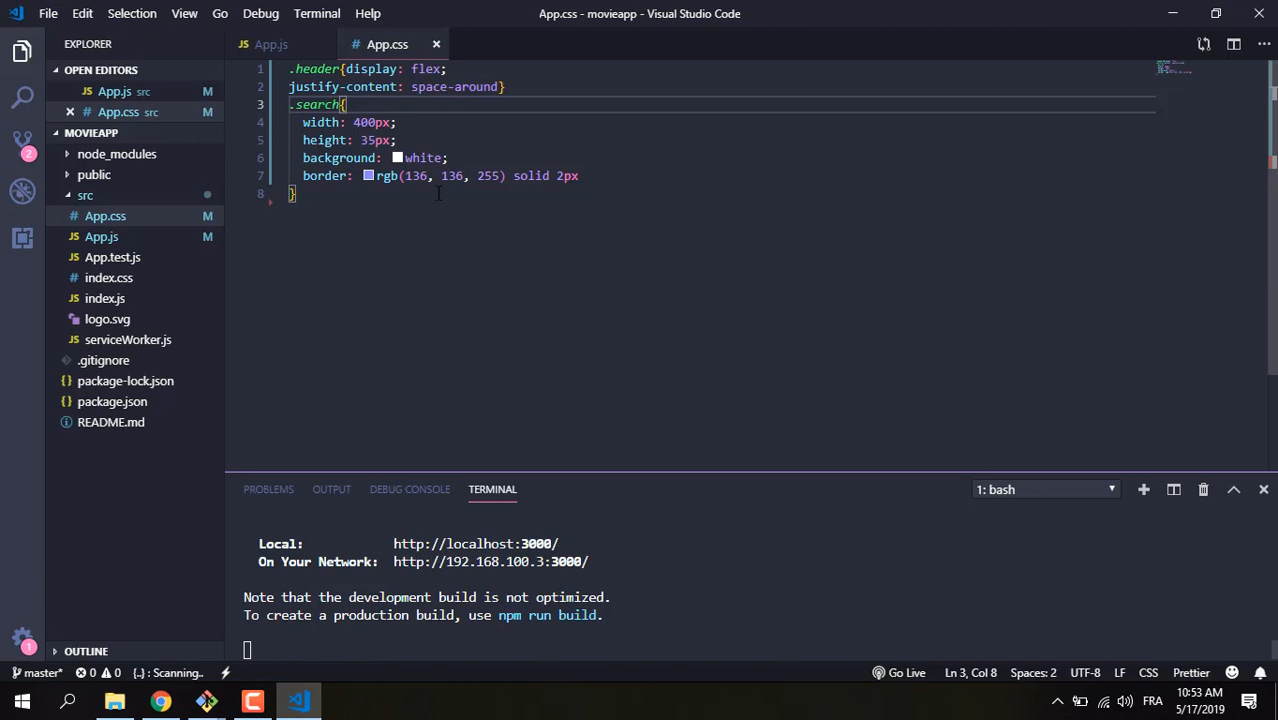 File Edit Selection View Go Debug Terminal Help
App.css - movieapp - Visual Studio Code
EXPLORER
JS App.js
# App.css
OPEN EDITORS
JS App.js src M
# App.css src M
MOVIEAPP
node_modules
public
src
# App.css M
JS App.js M
JS App.test.js
# index.css
JS index.js
logo.svg
JS serviceWorker.js
.gitignore
{} package-lock.json
{} package.json
README.md
OUTLINE
1 .header{display: flex;
2 justify-content: space-around}
3 .search{
4 width: 400px;
5 height: 35px;
6 background: white;
7 border: rgb(136, 136, 255) solid 2px
8 }
PROBLEMS OUTPUT DEBUG CONSOLE TERMINAL
1: bash
Local: http://localhost:3000/
On Your Network: http://192.168.100.3:3000/
Note that the development build is not optimized.
To create a production build, use npm run build.
2
1
master* 0 0 {..} : Scanning..
Go Live Ln 3, Col 8 Spaces: 2 UTF-8 LF CSS Prettier
FRA
10:53 AM
5/17/2019